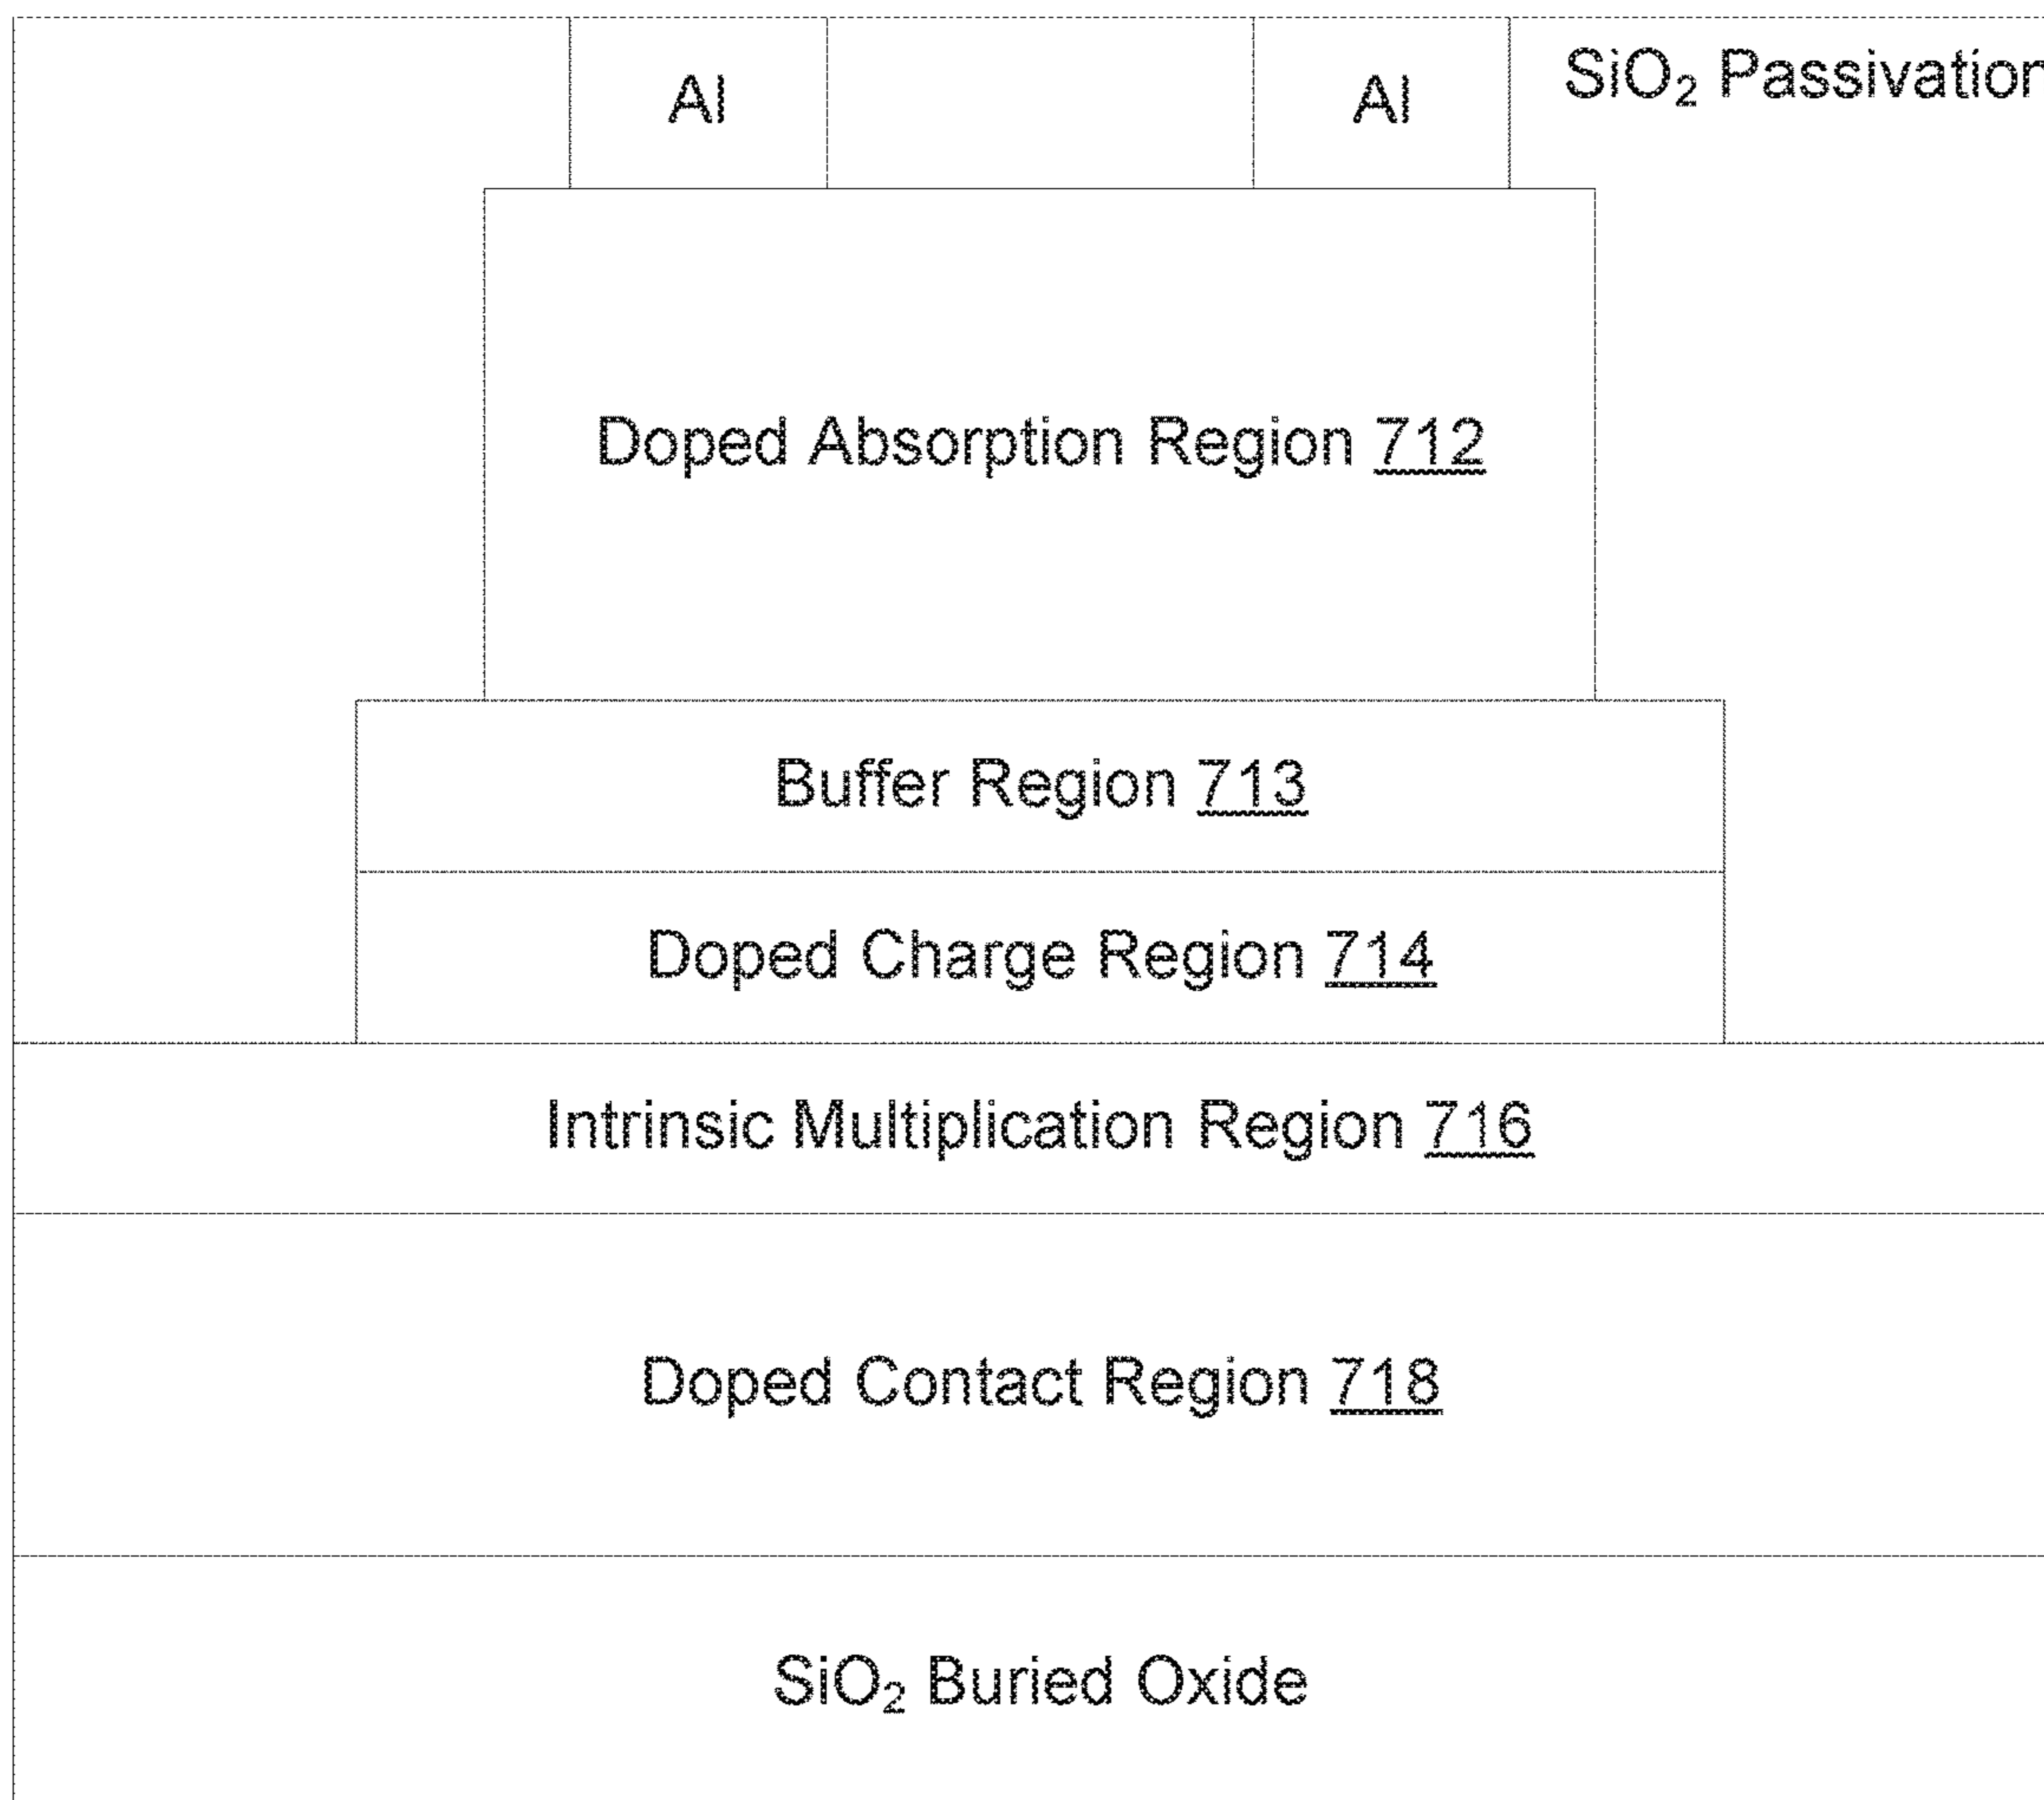 Al Al SiO₂ Passivation
Doped Absorption Region 712
Buffer Region 713
Doped Charge Region 714
Intrinsic Multiplication Region 716
Doped Contact Region 718
SiO₂ Buried Oxide